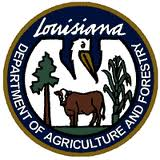 Louisiana
DEPARTMENT OF AGRICULTURE AND FORESTRY